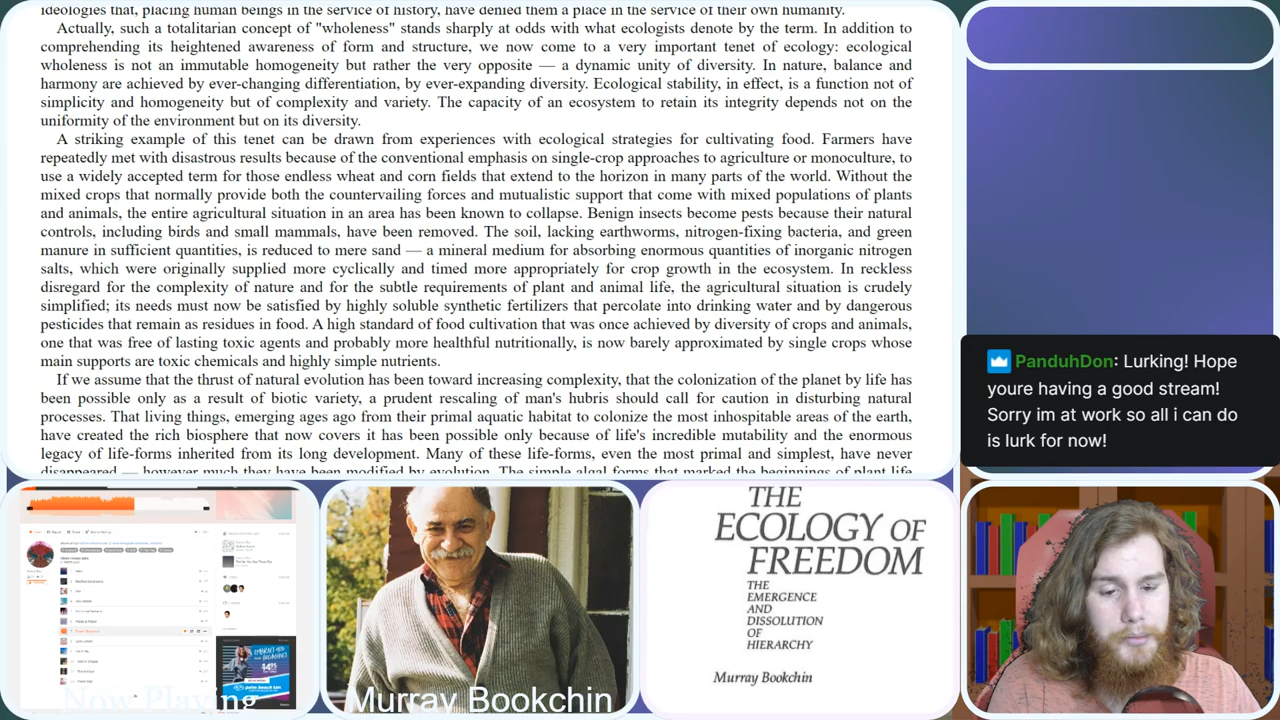 ideologies that, placing human beings in the service of history, have denied them a place in the service of their own humanity.
Actually, such a totalitarian concept of "wholeness" stands sharply at odds with what ecologists denote by the term. In addition to
comprehending its heightened awareness of form and structure, we now come to a very important tenet of ecology: ecological
wholeness is not an immutable homogeneity but rather the very opposite — a dynamic unity of diversity. In nature, balance and
harmony are achieved by ever-changing differentiation, by ever-expanding diversity. Ecological stability, in effect, is a function not of
simplicity and homogeneity but of complexity and variety. The capacity of an ecosystem to retain its integrity depends not on the
uniformity of the environment but on its diversity.
A striking example of this tenet can be drawn from experiences with ecological strategies for cultivating food. Farmers have
repeatedly met with disastrous results because of the conventional emphasis on single-crop approaches to agriculture or monoculture, to
use a widely accepted term for those endless wheat and corn fields that extend to the horizon in many parts of the world. Without the
mixed crops that normally provide both the countervailing forces and mutualistic support that come with mixed populations of plants
and animals, the entire agricultural situation in an area has been known to collapse. Benign insects become pests because their natural
controls, including birds and small mammals, have been removed. The soil, lacking earthworms, nitrogen-fixing bacteria, and green
manure in sufficient quantities, is reduced to mere sand — a mineral medium for absorbing enormous quantities of inorganic nitrogen
salts, which were originally supplied more cyclically and timed more appropriately for crop growth in the ecosystem. In reckless
disregard for the complexity of nature and for the subtle requirements of plant and animal life, the agricultural situation is crudely
simplified; its needs must now be satisfied by highly soluble synthetic fertilizers that percolate into drinking water and by dangerous
pesticides that remain as residues in food. A high standard of food cultivation that was once achieved by diversity of crops and animals,
one that was free of lasting toxic agents and probably more healthful nutritionally, is now barely approximated by single crops whose
main supports are toxic chemicals and highly simple nutrients.
If we assume that the thrust of natural evolution has been toward increasing complexity, that the colonization of the planet by life has
been possible only as a result of biotic variety, a prudent rescaling of man's hubris should call for caution in disturbing natural
processes. That living things, emerging ages ago from their primal aquatic habitat to colonize the most inhospitable areas of the earth,
have created the rich biosphere that now covers it has been possible only because of life's incredible mutability and the enormous
legacy of life-forms inherited from its long development. Many of these life-forms, even the most primal and simplest, have never
disappeared — however much they have been modified by evolution. The simple algal forms that marked the beginnings of plant life
PanduhDon: Lurking! Hope
youre having a good stream!
Sorry im at work so all i can do
is lurk for now!
Now Playing
Murray Bookchin
THE
ECOLOGY OF
FREEDOM
THE
EMERGENCE
AND
DISSOLUTION
OF
HIERARCHY
Murray Bookchin